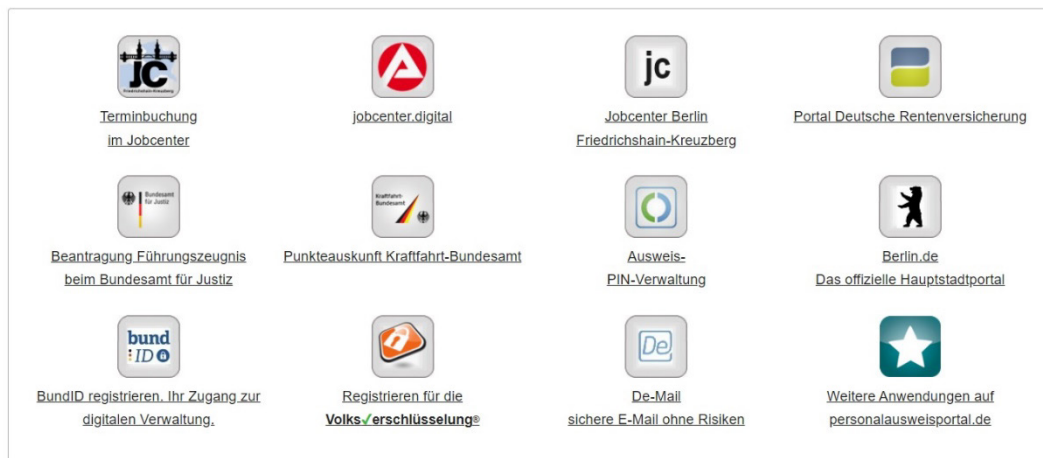 JC
Friedrichshain-Kreuzberg
Terminbuchung
im Jobcenter
jobcenter.digital
jc
Jobcenter Berlin
Friedrichshain-Kreuzberg
Portal Deutsche Rentenversicherung
Bundesamt
für Justiz
Beantragung Führungszeugnis
beim Bundesamt für Justiz
Kraftfahrt-
Bundesamt
Punkteauskunft Kraftfahrt-Bundesamt
Ausweis-
PIN-Verwaltung
Berlin.de
Das offizielle Hauptstadtportal
bund
ID
BundID registrieren. Ihr Zugang zur
digitalen Verwaltung.
Registrieren für die
Volks✓erschlüsselung®
De
De-Mail
sichere E-Mail ohne Risiken
Weitere Anwendungen auf
personalausweisportal.de